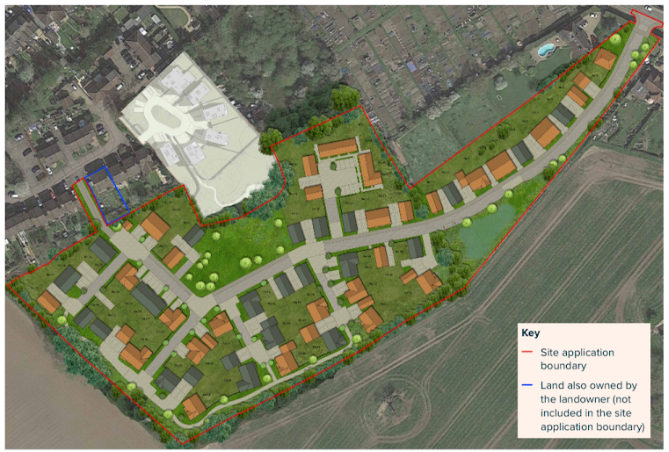 Key
Site application
boundary
Land also owned by
the landowner (not
included in the site
application boundary)